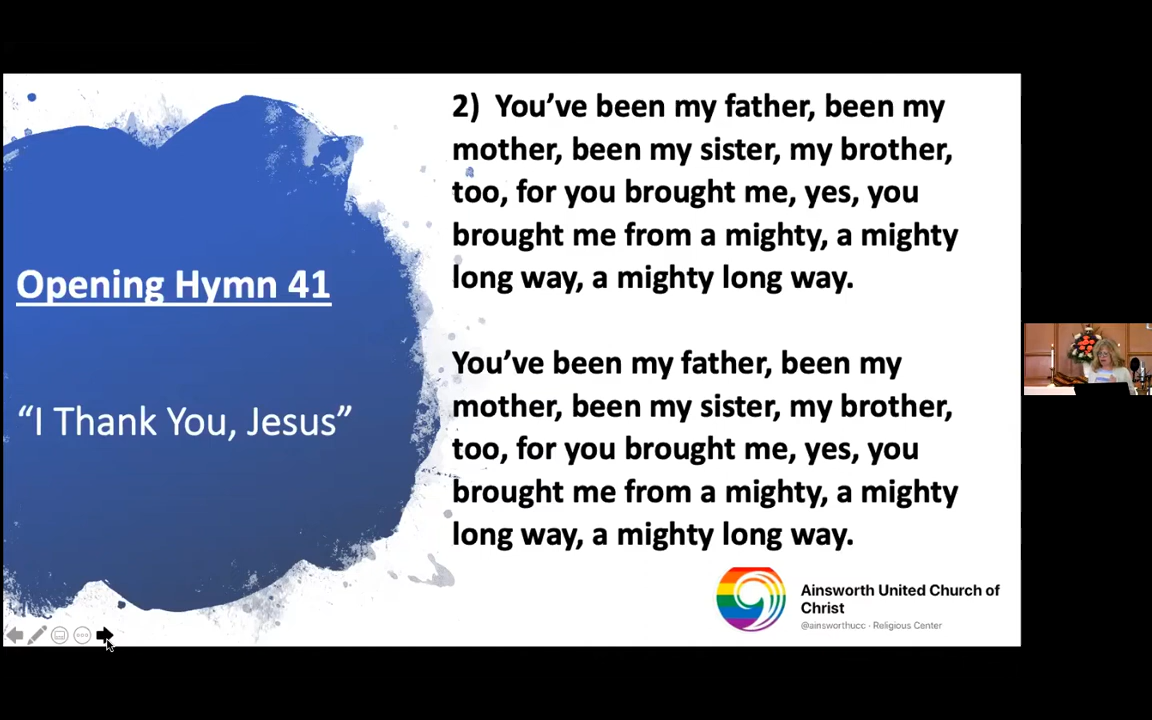 Opening Hymn 41
“I Thank You, Jesus”
2)  You’ve been my father, been my
mother, been my sister, my brother,
too, for you brought me, yes, you
brought me from a mighty, a mighty
long way, a mighty long way.
You’ve been my father, been my
mother, been my sister, my brother,
too, for you brought me, yes, you
brought me from a mighty, a mighty
long way, a mighty long way.
Ainsworth United Church of
Christ
@ainsworthucc · Religious Center